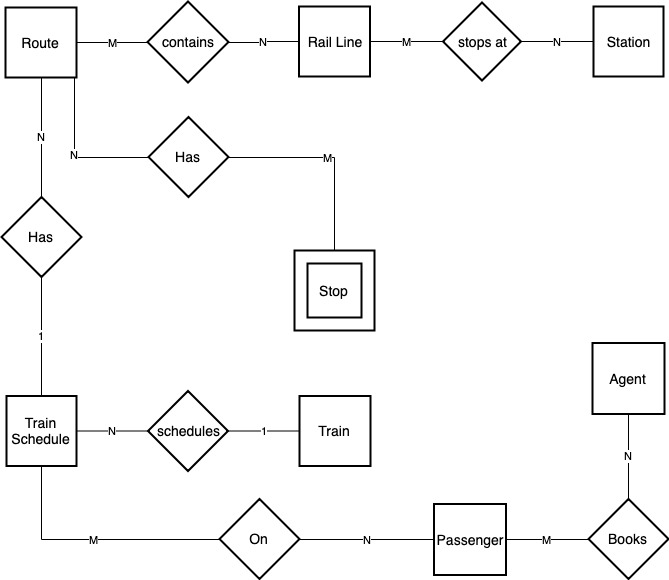 Route
M
contains
N
Rail Line
M
stops at
N
Station
N
N
Has
M
Has
Stop
1
Agent
Train
Schedule
N
schedules
1
Train
N
M
On
N
Passenger
M
Books